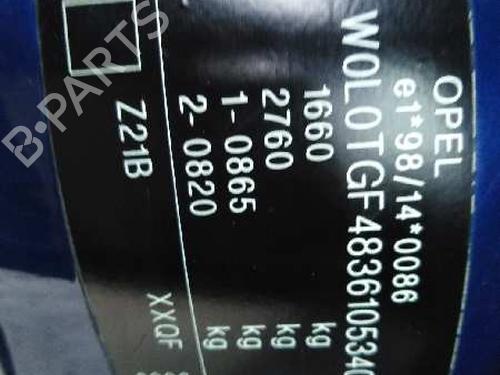 OPEL
e1*98/14*0086
W0L0TGF4836105340
1660 kg
2760 kg
1- 0865 kg
2- 0820 kg
Z21B XXQF
B-PARTS